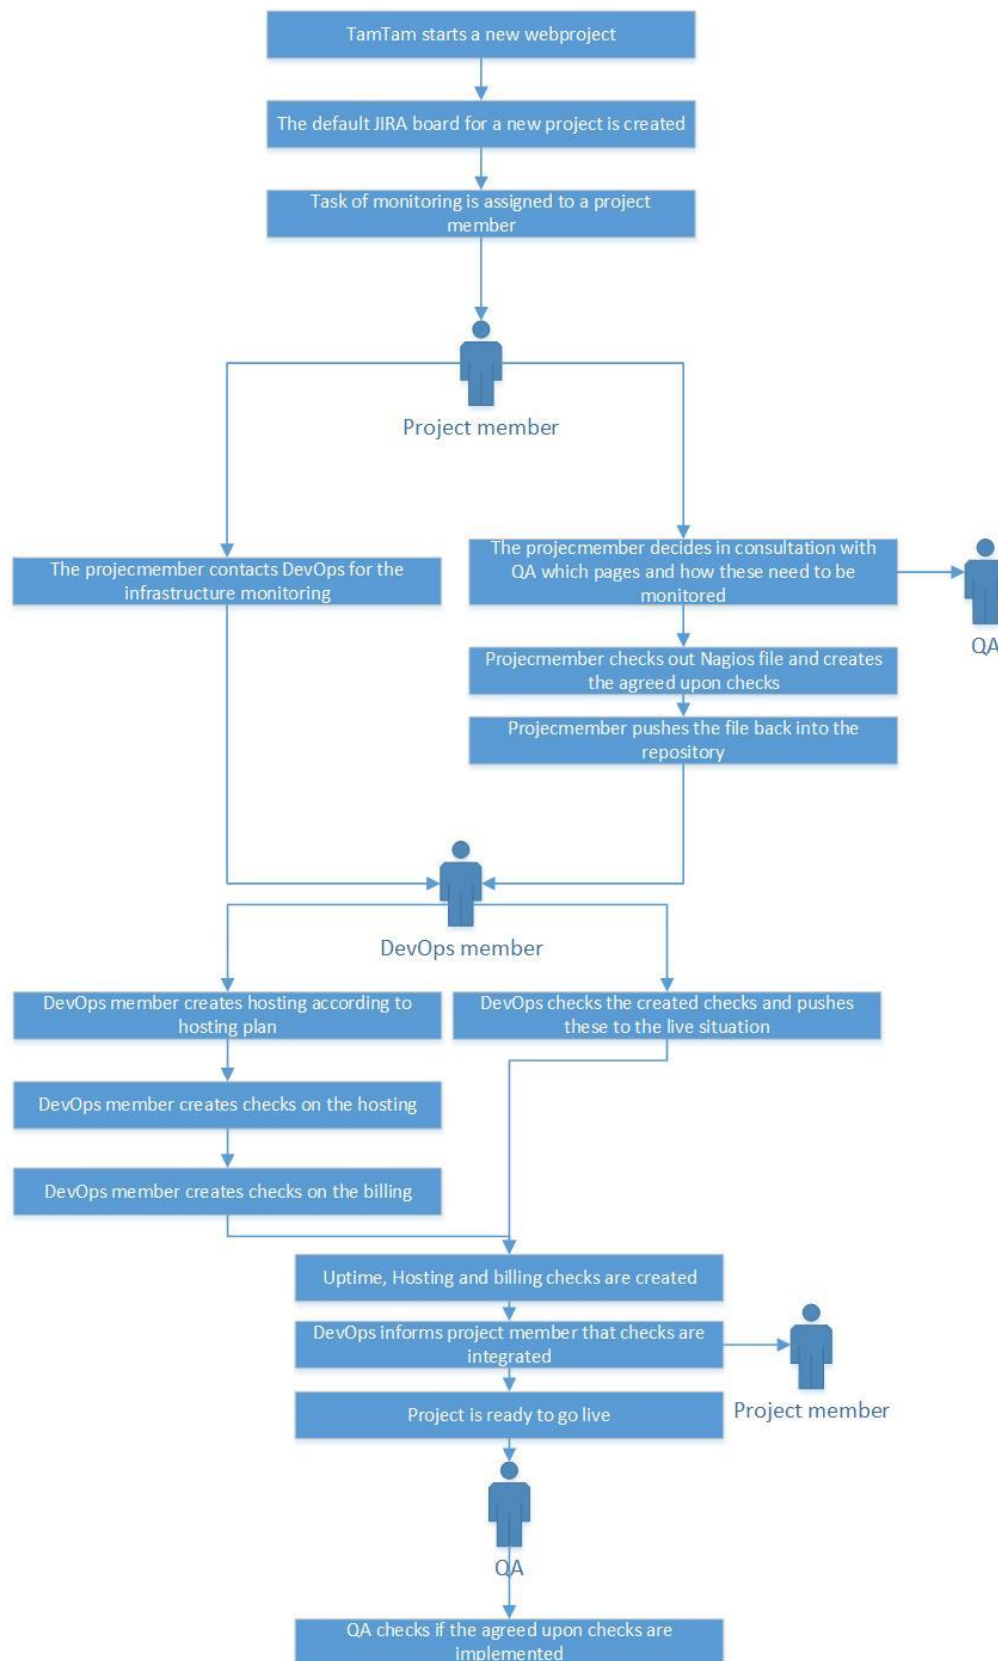 TamTam starts a new webproject
The default JIRA board for a new project is created
Task of monitoring is assigned to a project
member
Project member
The projecmember contacts DevOps for the
infrastructure monitoring
The projecmember decides in consultation with
QA which pages and how these need to be
monitored
QA
Projecmember checks out Nagios file and creates
the agreed upon checks
Projecmember pushes the file back into the
repository
DevOps member
DevOps member creates hosting according to
hosting plan
DevOps checks the created checks and pushes
these to the live situation
DevOps member creates checks on the hosting
DevOps member creates checks on the billing
Uptime, Hosting and billing checks are created
DevOps informs project member that checks are
integrated
Project member
Project is ready to go live
QA
QA checks if the agreed upon checks are
implemented